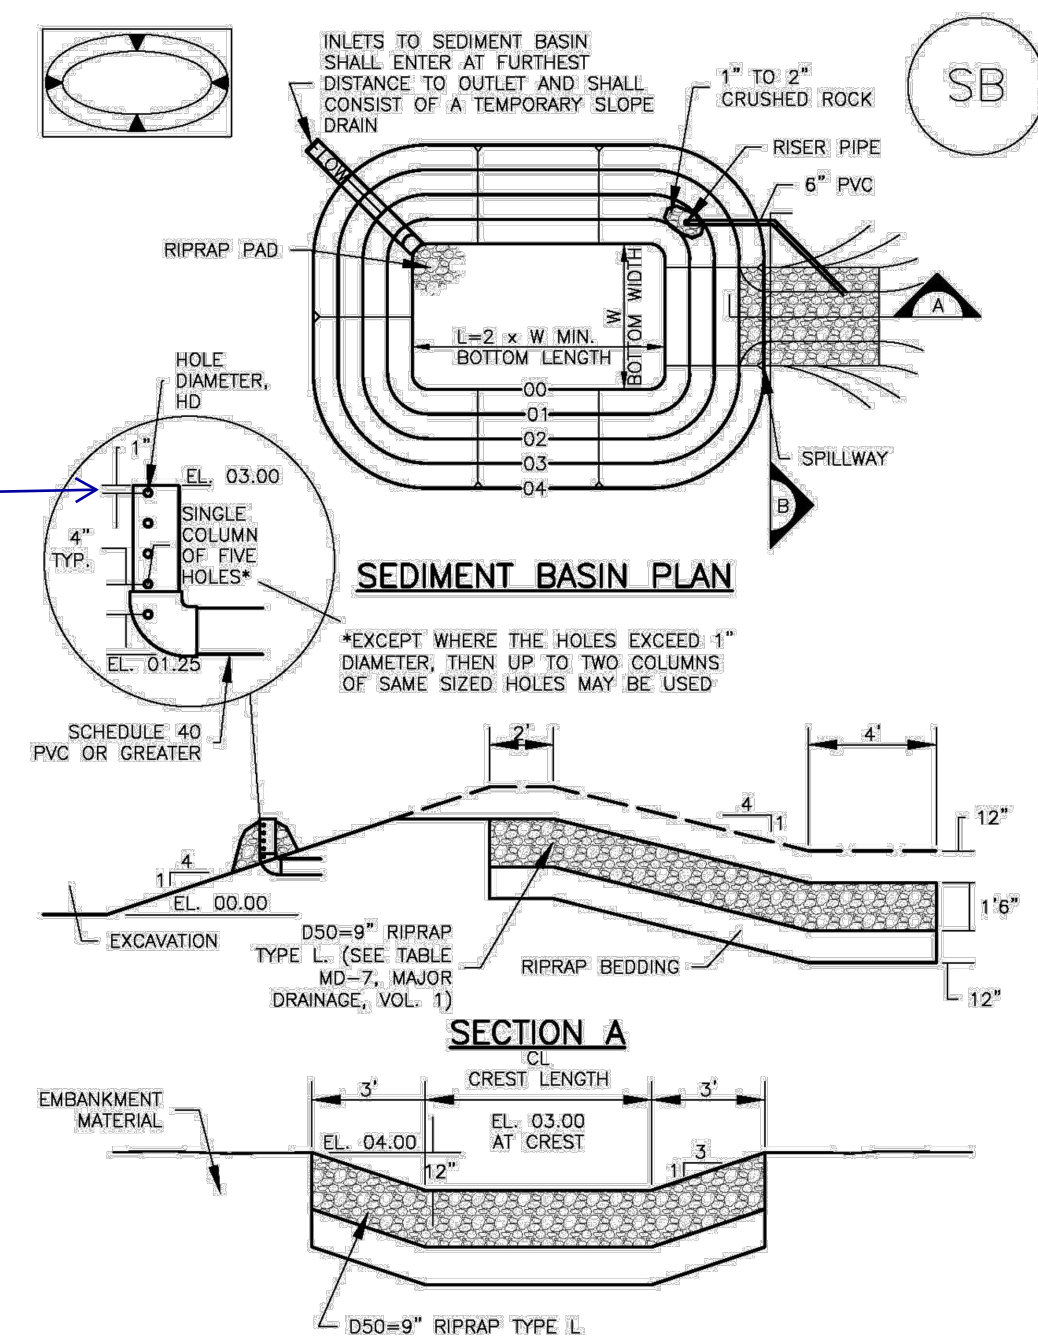 INLETS TO SEDIMENT BASIN
SHALL ENTER AT FURTHEST
DISTANCE TO OUTLET AND SHALL
CONSIST OF A TEMPORARY SLOPE
DRAIN
1" TO 2"
CRUSHED ROCK
SB
RISER PIPE
6" PVC
FLOW
RIPRAP PAD
W
BOTTOM WIDTH
A
L=2 x W MIN.
BOTTOM LENGTH
00
01
02
03
04
SPILLWAY
B
HOLE
DIAMETER,
HD
1"
EL. 03.00
4"
TYP.
SINGLE
COLUMN
OF FIVE
HOLES*
EL. 01.25
SEDIMENT BASIN PLAN
*EXCEPT WHERE THE HOLES EXCEED 1"
DIAMETER, THEN UP TO TWO COLUMNS
OF SAME SIZED HOLES MAY BE USED
SCHEDULE 40
PVC OR GREATER
2'
4'
4
1
12"
4
1
EL. 00.00
1'6"
EXCAVATION
D50=9" RIPRAP
TYPE L. (SEE TABLE
MD-7, MAJOR
DRAINAGE, VOL. 1)
RIPRAP BEDDING
12"
SECTION A
CL
CREST LENGTH
EMBANKMENT
MATERIAL
3'
3'
EL. 04.00
EL. 03.00
AT CREST
12"
3
1
D50=9" RIPRAP TYPE L